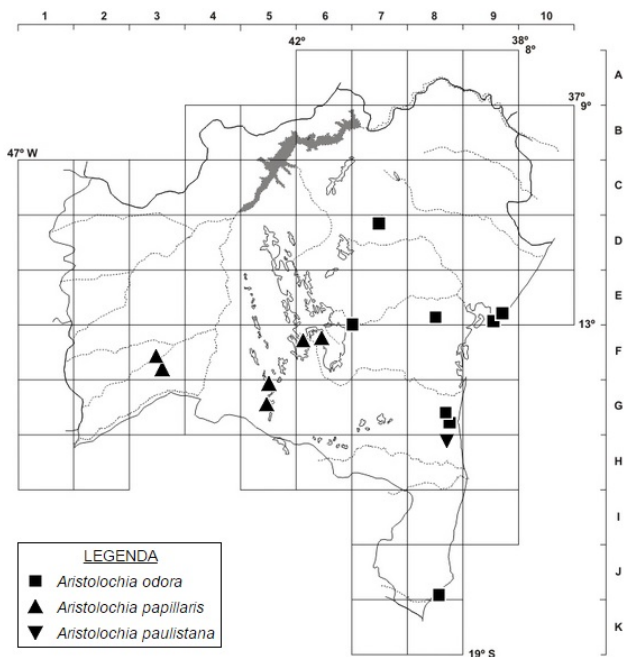 1 2 3 4 5 6 7 8 9 10
42° 38°
8°
A
37°
9°
B
47° W
C
D
E
13°
F
G
H
I
LEGENDA
Aristolochia odora
J
Aristolochia papillaris
K
Aristolochia paulistana
19° S